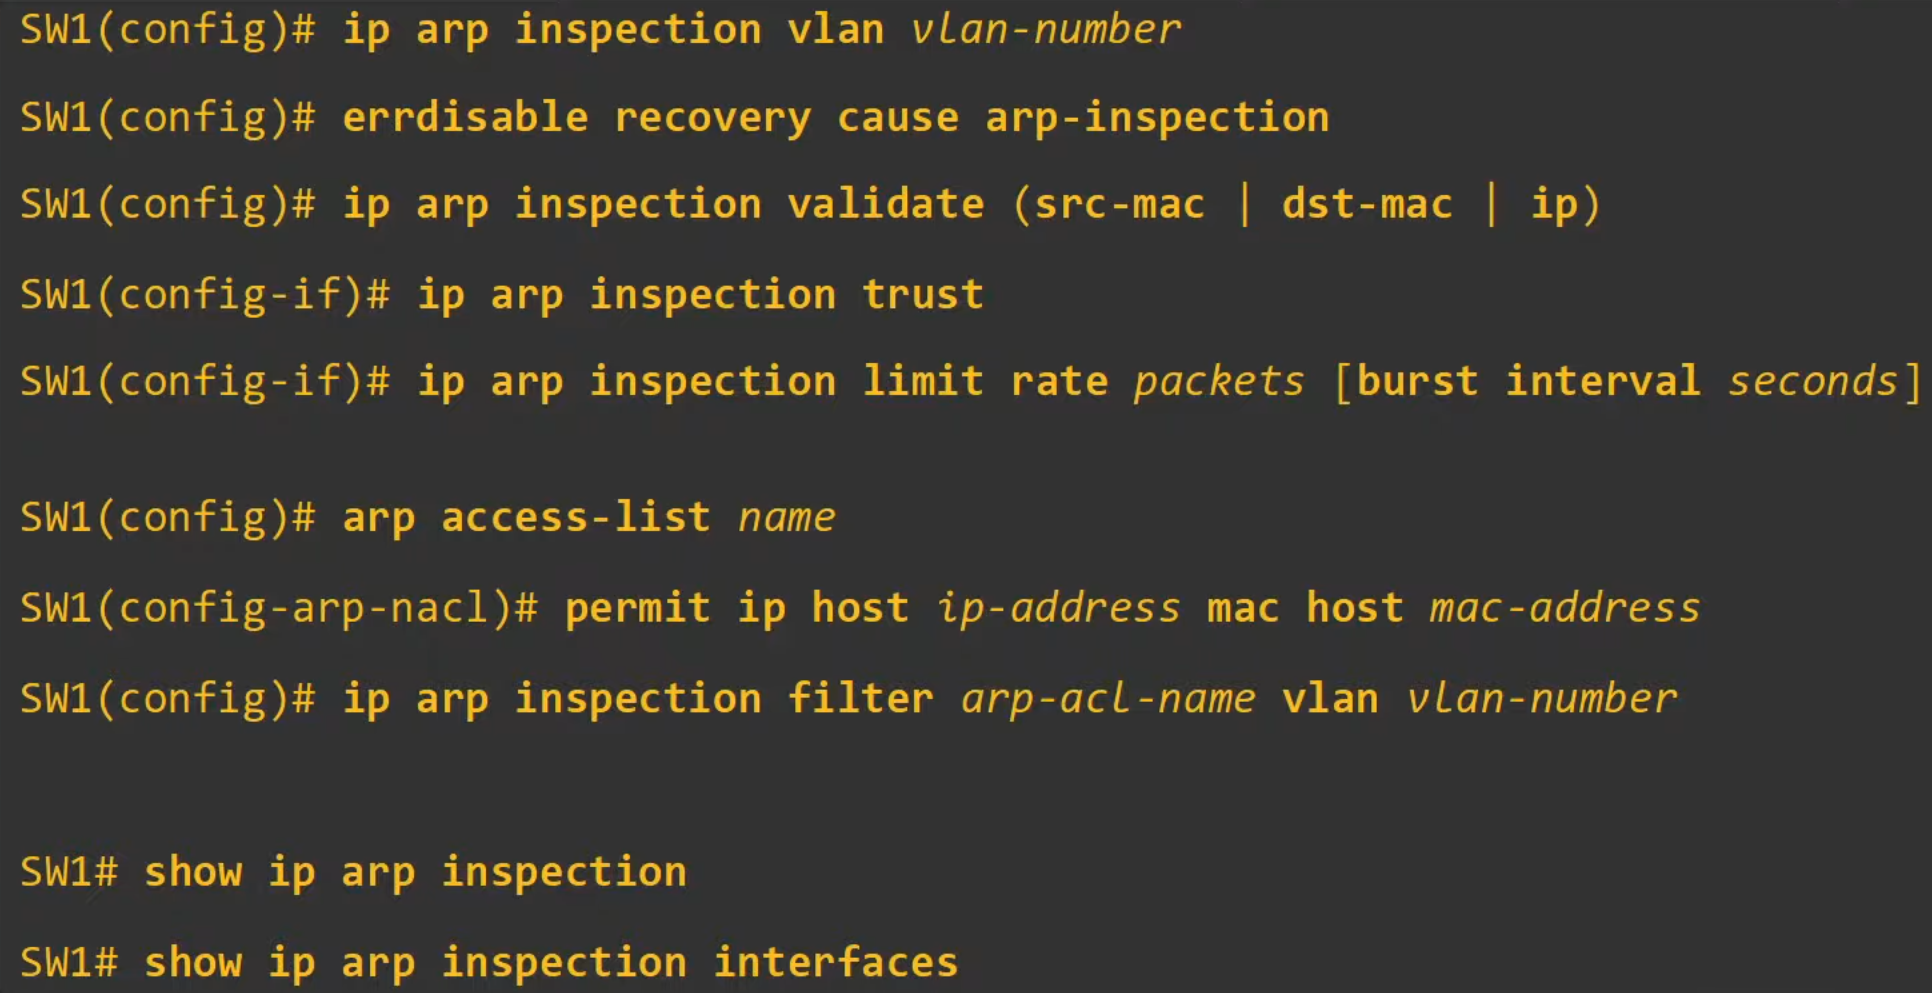 SW1(config)# ip arp inspection vlan vlan-number
SW1(config)# errdisable recovery cause arp-inspection
SW1(config)# ip arp inspection validate (src-mac | dst-mac | ip)
SW1(config-if)# ip arp inspection trust
SW1(config-if)# ip arp inspection limit rate packets [burst interval seconds]
SW1(config)# arp access-list name
SW1(config-arp-nacl)# permit ip host ip-address mac host mac-address
SW1(config)# ip arp inspection filter arp-acl-name vlan vlan-number
SW1# show ip arp inspection
SW1# show ip arp inspection interfaces